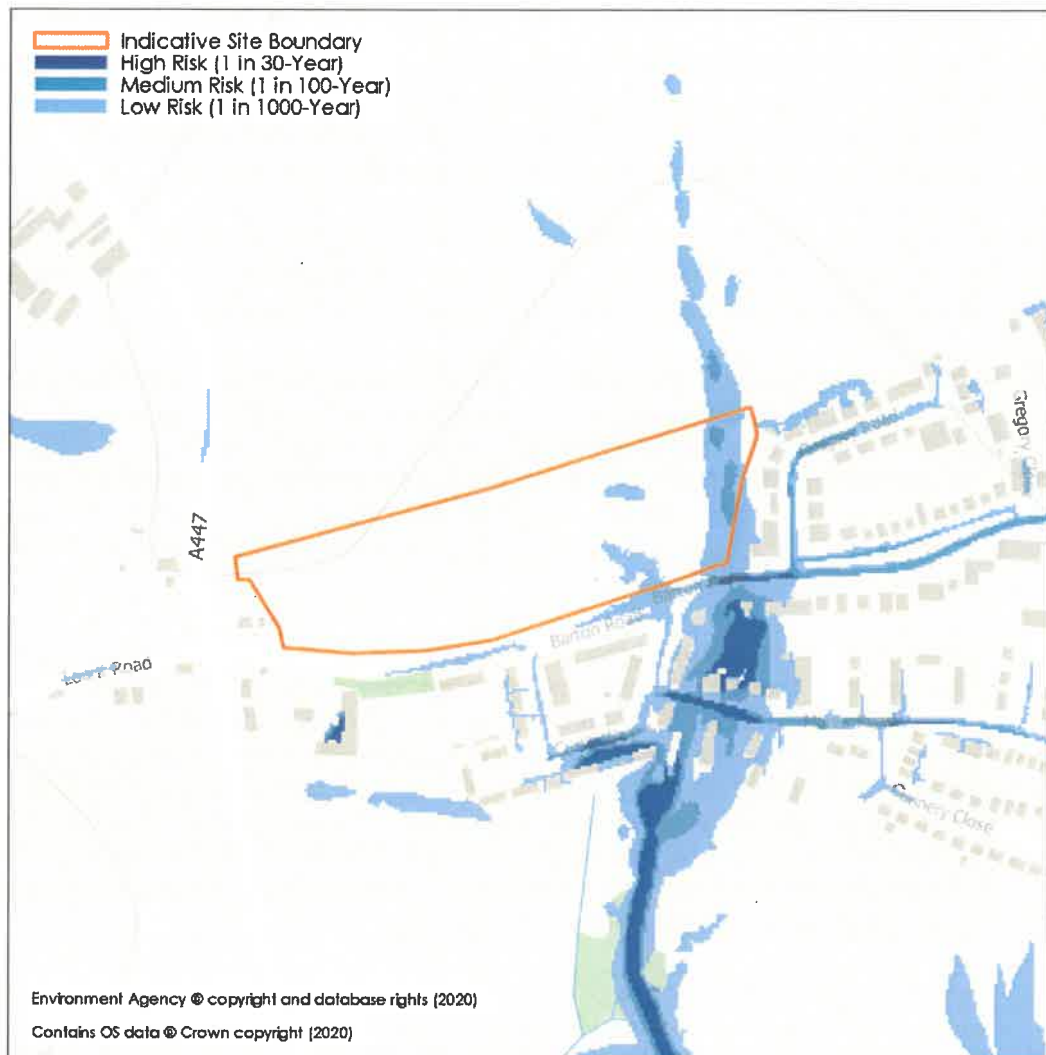 Indicative Site Boundary
High Risk (1 in 30-Year)
Medium Risk (1 in 100-Year)
Low Risk (1 in 1000-Year)
Gregory
A447
Barton Road
Road
Close
Environment Agency © copyright and database rights (2020)
Contains OS data © Crown copyright (2020)